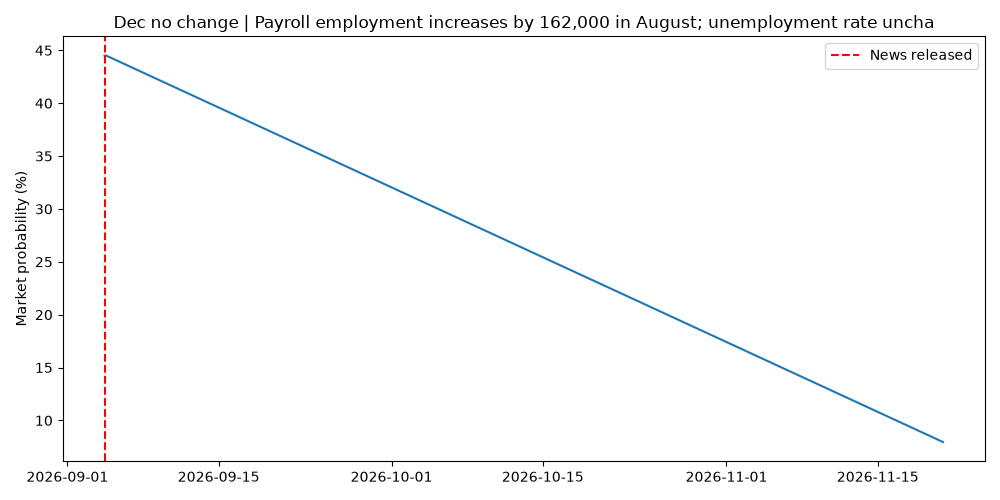 Dec no change | Payroll employment increases by 162,000 in August; unemployment rate uncha
News released
Market probability (%)
45
40
35
30
25
20
15
10
2026-09-01 2026-09-15 2026-10-01 2026-10-15 2026-11-01 2026-11-15